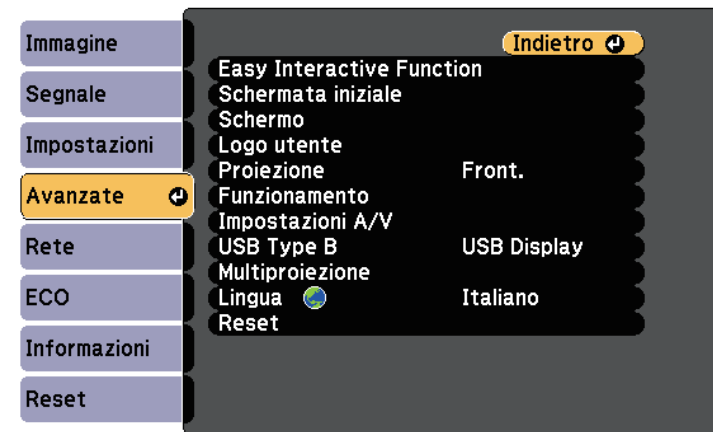 Immagine
Segnale
Impostazioni
Avanzate
Rete
ECO
Informazioni
Reset
Indietro
Easy Interactive Function
Schermata iniziale
Schermo
Logo utente
Proiezione Front.
Funzionamento
Impostazioni A/V
USB Type B USB Display
Multiproiezione
Lingua Italiano
Reset